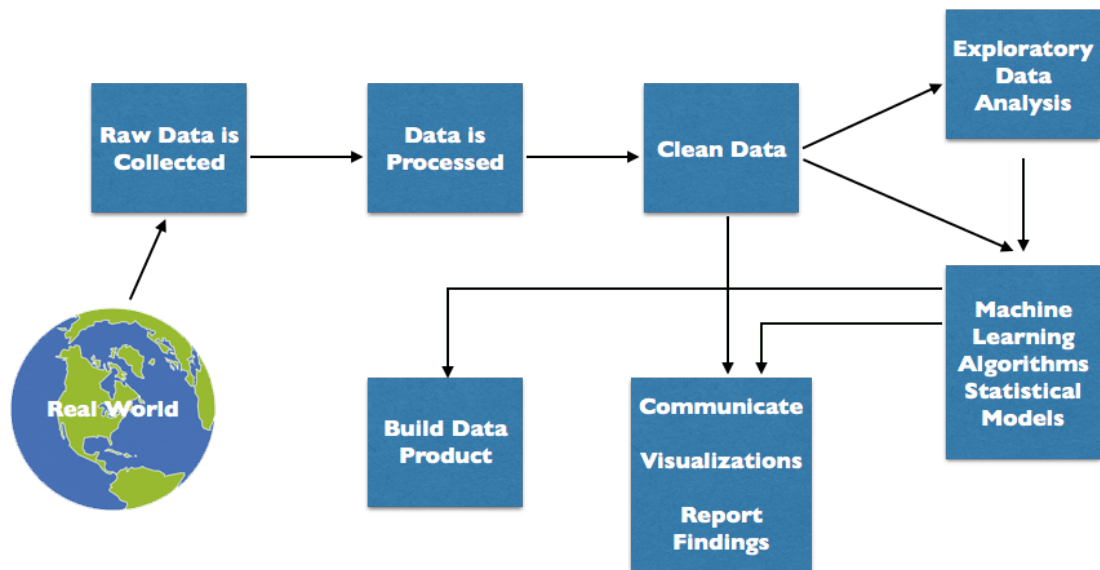 Exploratory
Data
Analysis
Raw Data is
Collected
Data is
Processed
Clean Data
Machine
Learning
Algorithms
Statistical
Models
Real World
Build Data
Product
Communicate
Visualizations
Report
Findings